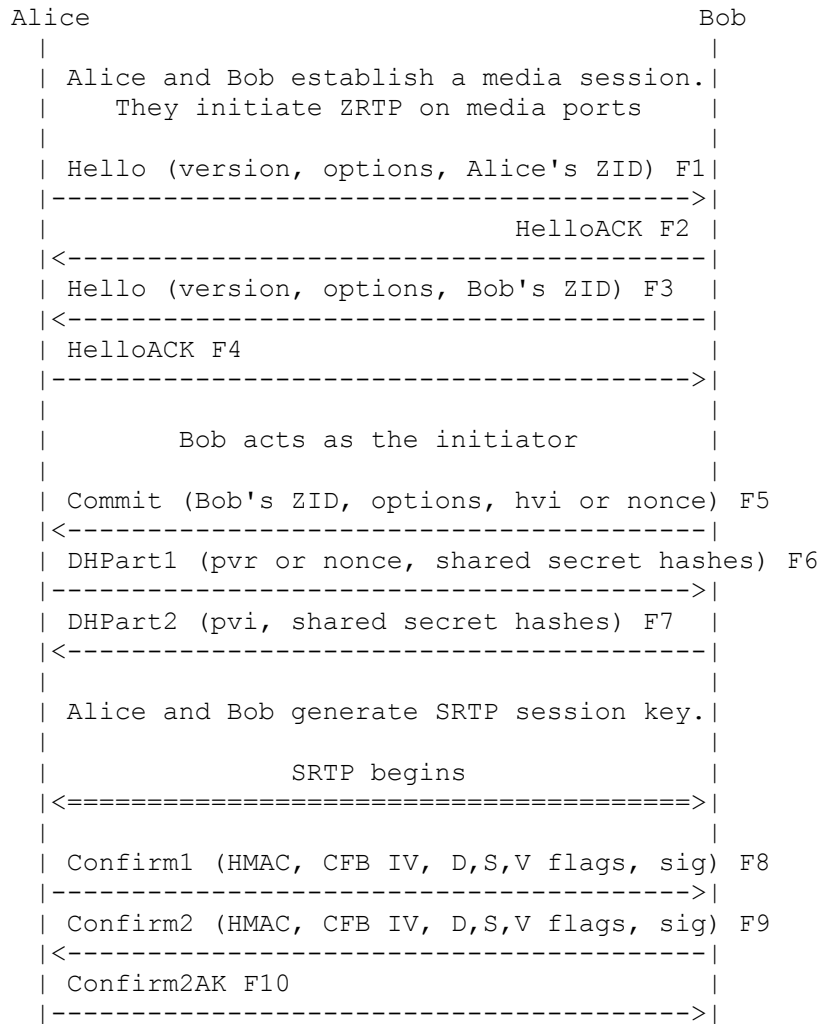 Alice Bob
Alice and Bob establish a media session.
They initiate ZRTP on media ports
Hello (version, options, Alice's ZID) F1
HelloACK F2
Hello (version, options, Bob's ZID) F3
HelloACK F4
Bob acts as the initiator
Commit (Bob's ZID, options, hvi or nonce) F5
DHPart1 (pvr or nonce, shared secret hashes) F6
DHPart2 (pvi, shared secret hashes) F7
Alice and Bob generate SRTP session key.
SRTP begins
Confirm1 (HMAC, CFB IV, D,S,V flags, sig) F8
Confirm2 (HMAC, CFB IV, D,S,V flags, sig) F9
Confirm2AK F10